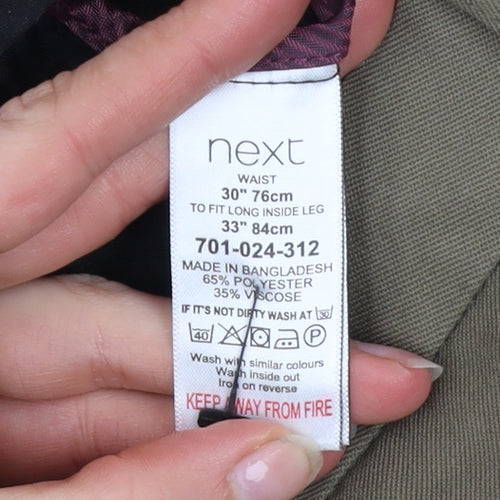 next
WAIST
30" 76cm
TO FIT LONG INSIDE LEG
33" 84cm
701-024-312
MADE IN BANGLADESH
65% POLYESTER
35% VISCOSE
IF IT'S NOT DIRTY WASH AT 30
40 P
Wash with similar colours
Wash inside out
Iron on reverse
KEEP AWAY FROM FIRE